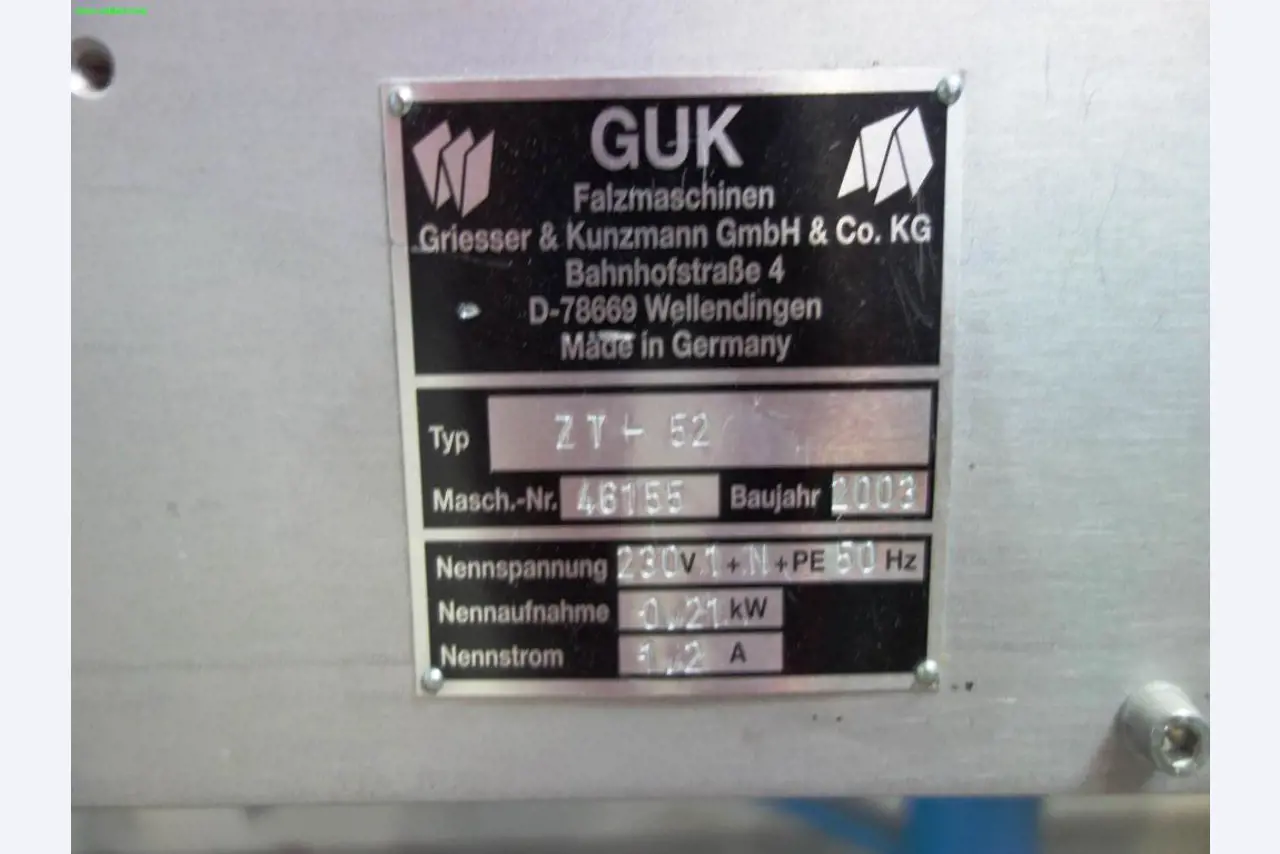 GUK
Falzmaschinen
Griesser & Kunzmann GmbH & Co. KG
Bahnhofstraße 4
D-78669 Wellendingen
Made in Germany
Typ ZT-52
Masch.-Nr. 46155 Baujahr 2003
Nennspannung 230V 1+N+PE 50 Hz
Nennaufnahme 0.21 kW
Nennstrom 1.2 A